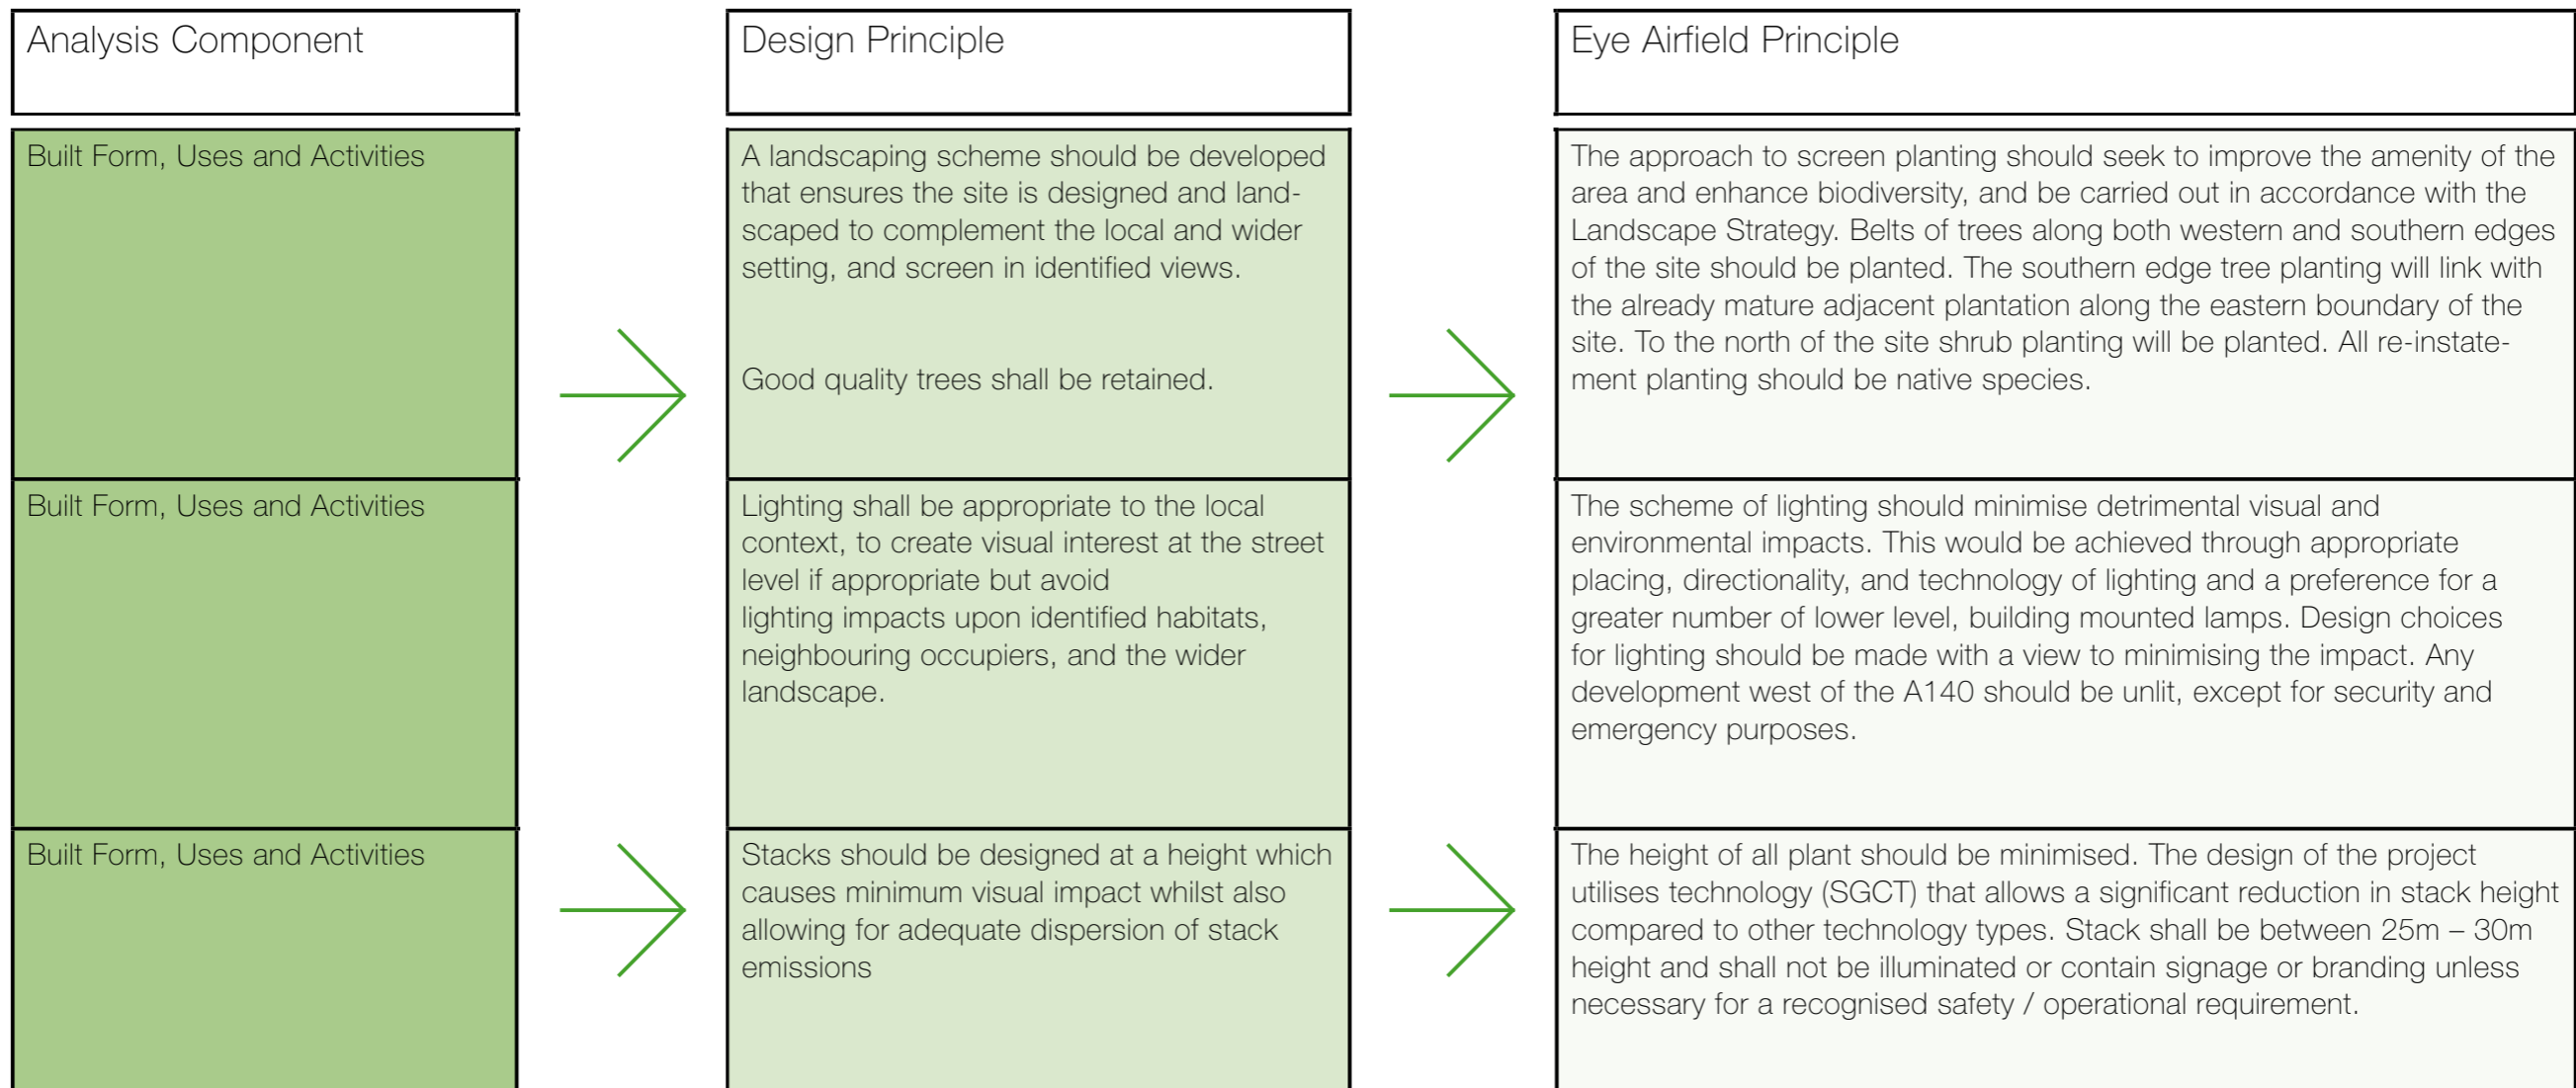 Analysis Component
Design Principle
Eye Airfield Principle
Built Form, Uses and Activities
A landscaping scheme should be developed
that ensures the site is designed and land-
scaped to complement the local and wider
setting, and screen in identified views.
Good quality trees shall be retained.
The approach to screen planting should seek to improve the amenity of the
area and enhance biodiversity, and be carried out in accordance with the
Landscape Strategy. Belts of trees along both western and southern edges
of the site should be planted. The southern edge tree planting will link with
the already mature adjacent plantation along the eastern boundary of the
site. To the north of the site shrub planting will be planted. All re-instate-
ment planting should be native species.
Built Form, Uses and Activities
Lighting shall be appropriate to the local
context, to create visual interest at the street
level if appropriate but avoid
lighting impacts upon identified habitats,
neighbouring occupiers, and the wider
landscape.
The scheme of lighting should minimise detrimental visual and
environmental impacts. This would be achieved through appropriate
placing, directionality, and technology of lighting and a preference for a
greater number of lower level, building mounted lamps. Design choices
for lighting should be made with a view to minimising the impact. Any
development west of the A140 should be unlit, except for security and
emergency purposes.
Built Form, Uses and Activities
Stacks should be designed at a height which
causes minimum visual impact whilst also
allowing for adequate dispersion of stack
emissions
The height of all plant should be minimised. The design of the project
utilises technology (SGCT) that allows a significant reduction in stack height
compared to other technology types. Stack shall be between 25m – 30m
height and shall not be illuminated or contain signage or branding unless
necessary for a recognised safety / operational requirement.